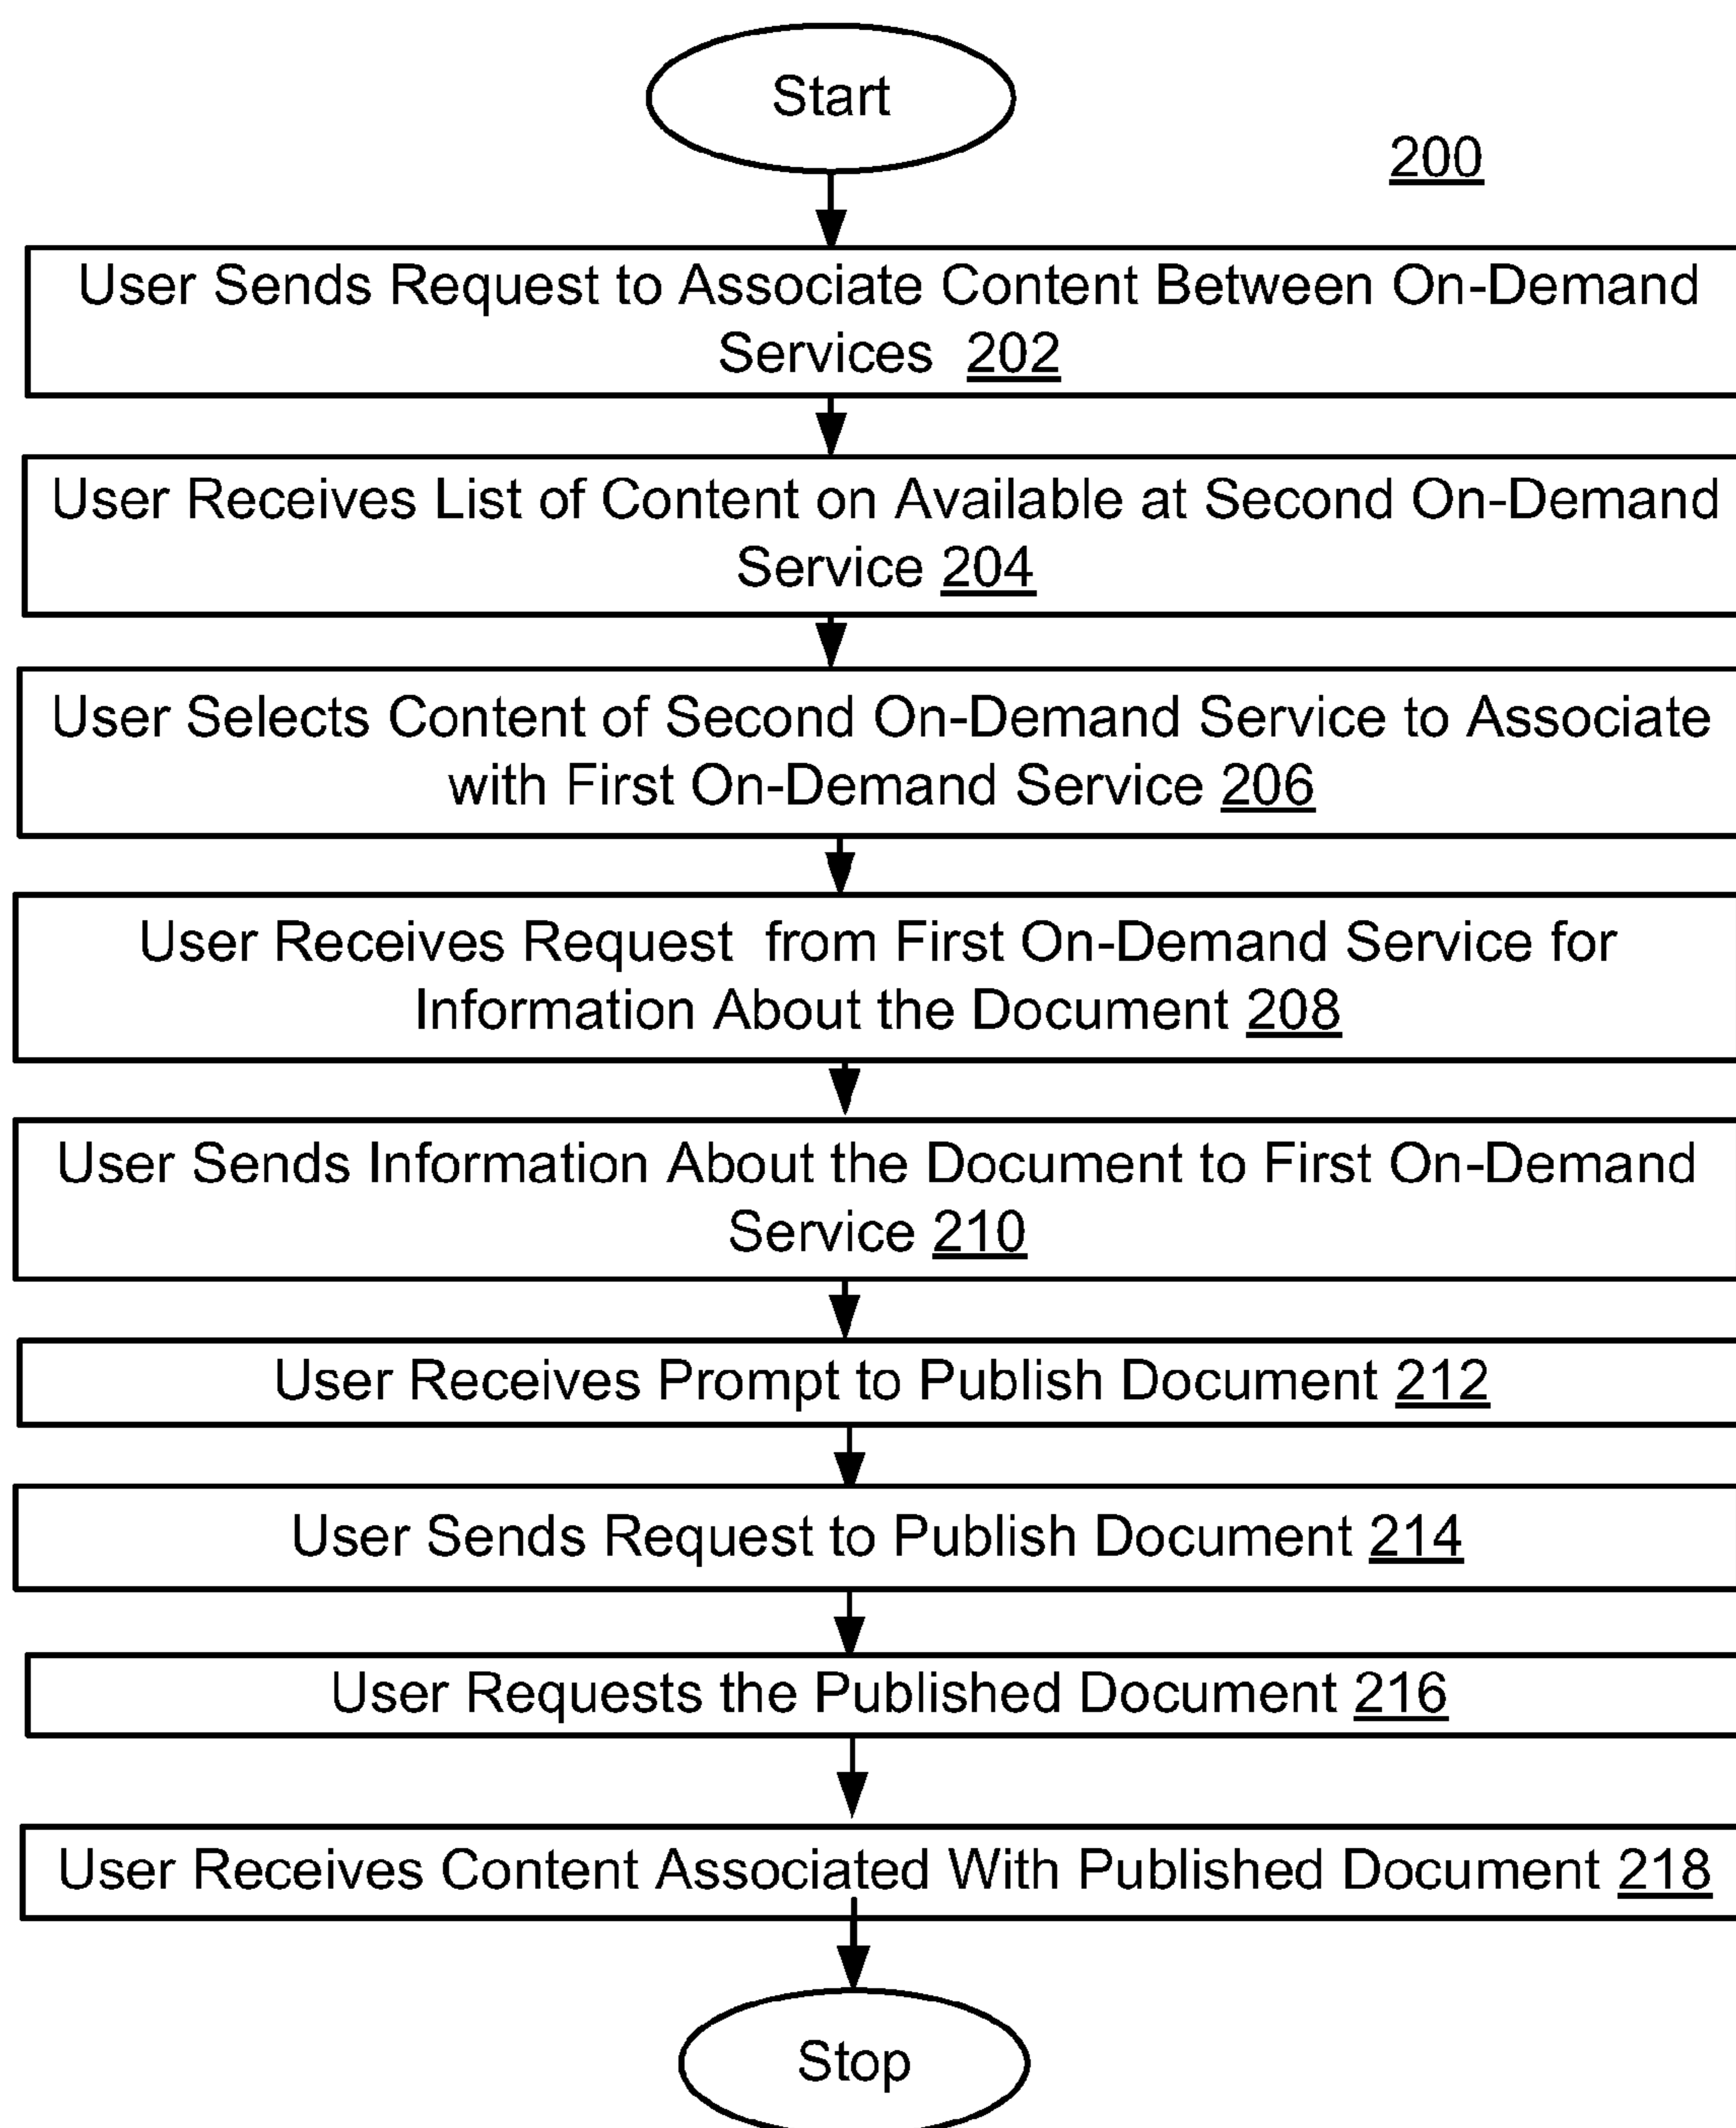 Start
200
User Sends Request to Associate Content Between On-Demand
Services 202
User Receives List of Content on Available at Second On-Demand
Service 204
User Selects Content of Second On-Demand Service to Associate
with First On-Demand Service 206
User Receives Request from First On-Demand Service for
Information About the Document 208
User Sends Information About the Document to First On-Demand
Service 210
User Receives Prompt to Publish Document 212
User Sends Request to Publish Document 214
User Requests the Published Document 216
User Receives Content Associated With Published Document 218
Stop